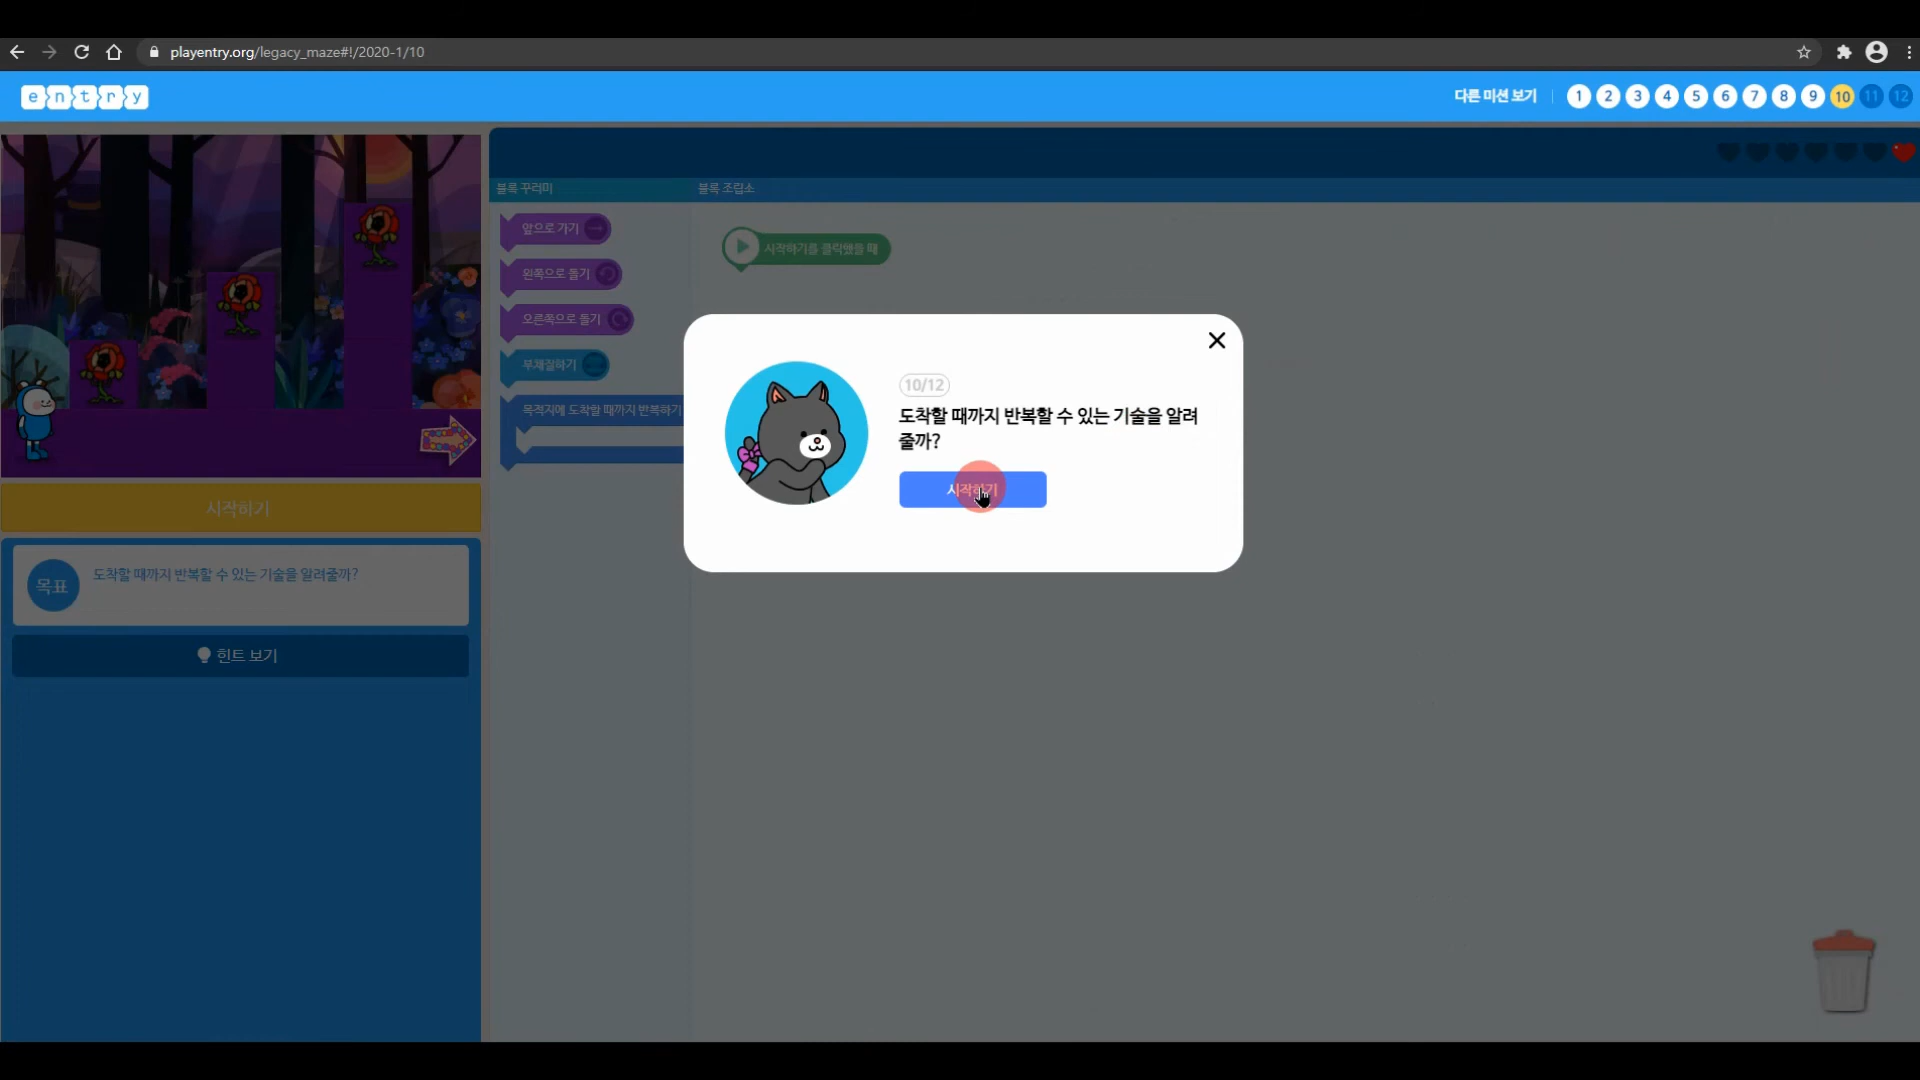 playentry.org/legacy_maze#!/2020-1/10
entry
다른 미션 보기
1 2 3 4 5 6 7 8 9 10 11 12
블록 꾸러미
블록 조립소
앞으로 가기
왼쪽으로 돌기
오른쪽으로 돌기
부채질하기
목적지에 도착할 때까지 반복하기
시작하기를 클릭했을 때
10/12
도착할 때까지 반복할 수 있는 기술을 알려
줄까?
시작하기
시작하기
목표
도착할 때까지 반복할 수 있는 기술을 알려줄까?
힌트 보기